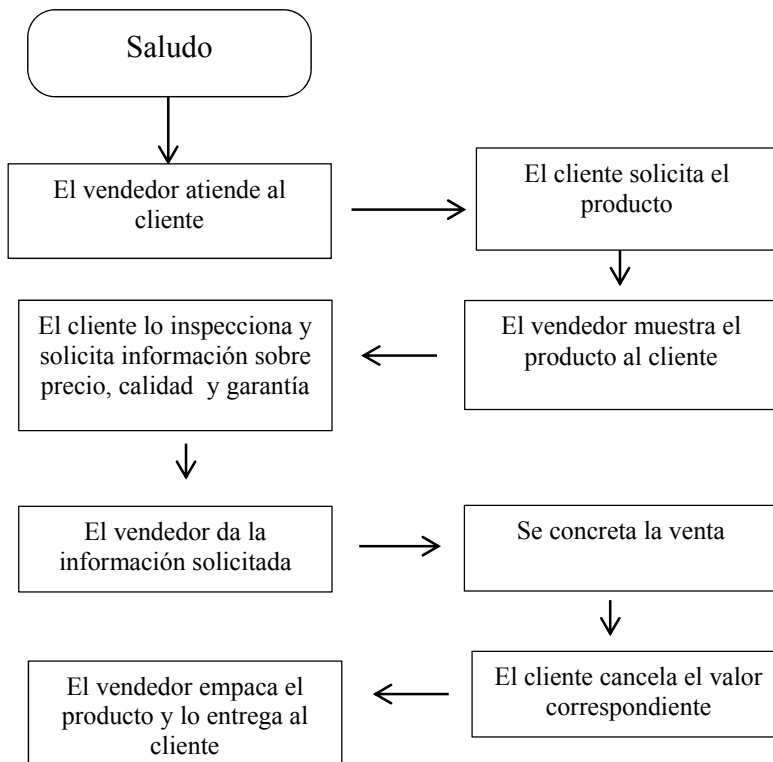 Saludo
El vendedor atiende al
cliente
El cliente solicita el
producto
El vendedor muestra el
producto al cliente
El cliente lo inspecciona y
solicita información sobre
precio, calidad  y garantía
El vendedor da la
información solicitada
Se concreta la venta
El cliente cancela el valor
correspondiente
El vendedor empaca el
producto y lo entrega al
cliente